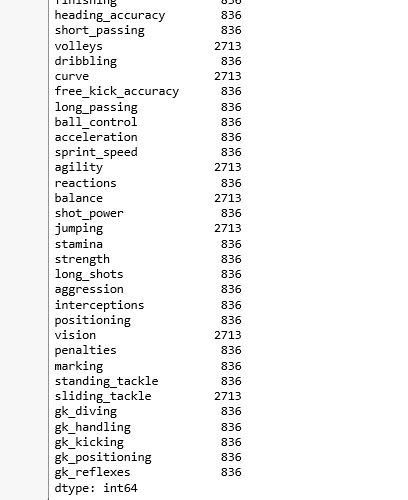 finishing 836
heading_accuracy 836
short_passing 836
volleys 2713
dribbling 836
curve 2713
free_kick_accuracy 836
long_passing 836
ball_control 836
acceleration 836
sprint_speed 836
agility 2713
reactions 836
balance 2713
shot_power 836
jumping 2713
stamina 836
strength 836
long_shots 836
aggression 836
interceptions 836
positioning 836
vision 2713
penalties 836
marking 836
standing_tackle 836
sliding_tackle 2713
gk_diving 836
gk_handling 836
gk_kicking 836
gk_positioning 836
gk_reflexes 836
dtype: int64